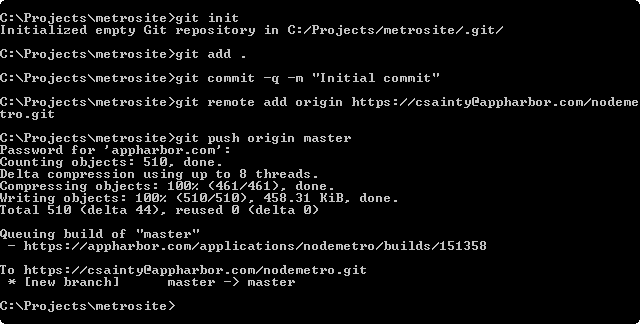 C:\Projects\metrosite>git init
Initialized empty Git repository in C:/Projects/metrosite/.git/
C:\Projects\metrosite>git add .
C:\Projects\metrosite>git commit -q -m "Initial commit"
C:\Projects\metrosite>git remote add origin https://csainty@appharbor.com/nodeme
tro.git
C:\Projects\metrosite>git push origin master
Password for 'appharbor.com':
Counting objects: 510, done.
Delta compression using up to 8 threads.
Compressing objects: 100% (461/461), done.
Writing objects: 100% (510/510), 458.31 KiB, done.
Total 510 (delta 44), reused 0 (delta 0)
Queuing build of "master"
 - https://appharbor.com/applications/nodemetro/builds/151358
To https://csainty@appharbor.com/nodemetro.git
 * [new branch]      master -> master
C:\Projects\metrosite>